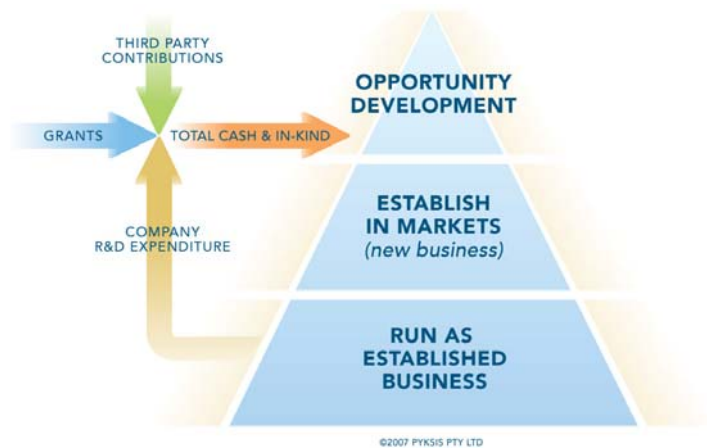 THIRD PARTY
CONTRIBUTIONS
GRANTS
TOTAL CASH & IN-KIND
COMPANY
R&D EXPENDITURE
OPPORTUNITY
DEVELOPMENT
ESTABLISH
IN MARKETS
(new business)
RUN AS
ESTABLISHED
BUSINESS
©2007 PYKSIS PTY LTD